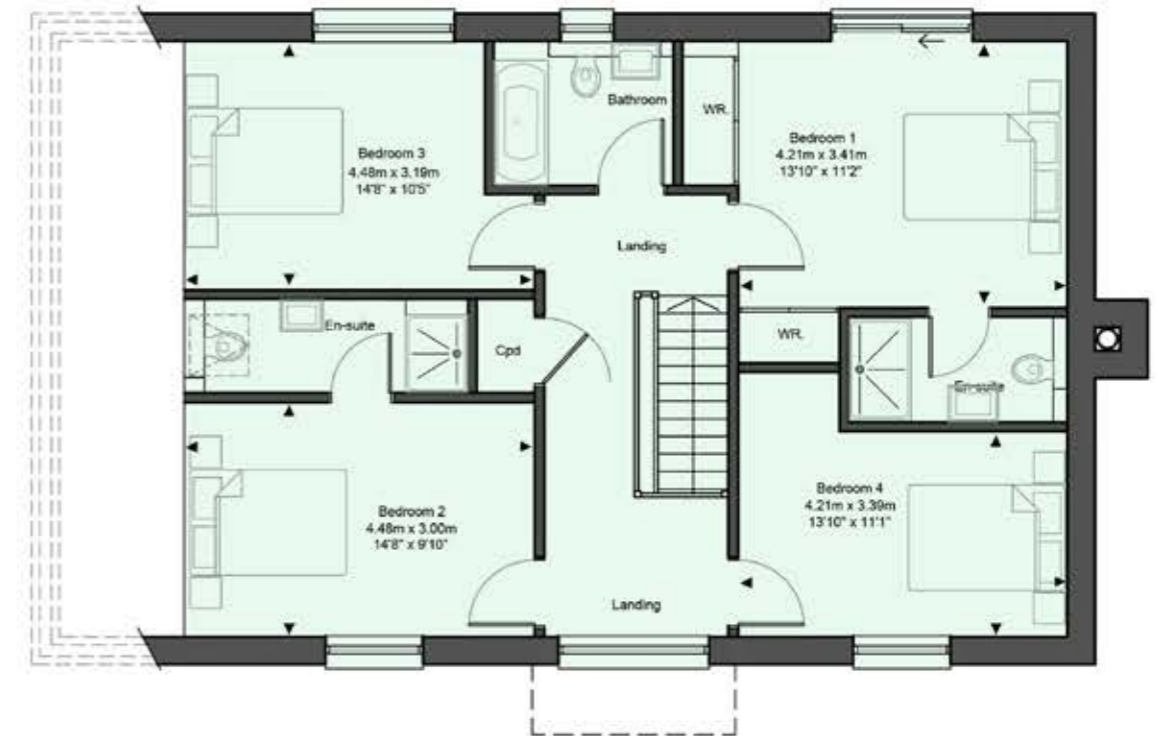 Bathroom
WR.
Bedroom 1
4.21m x 3.41m
13'10" x 11'2"
Bedroom 3
4.48m x 3.19m
14'8" x 10'5"
Landing
En-suite
Cpd
WR.
En-suite
Bedroom 2
4.48m x 3.00m
14'8" x 9'10"
Bedroom 4
4.21m x 3.39m
13'10" x 11'1"
Landing